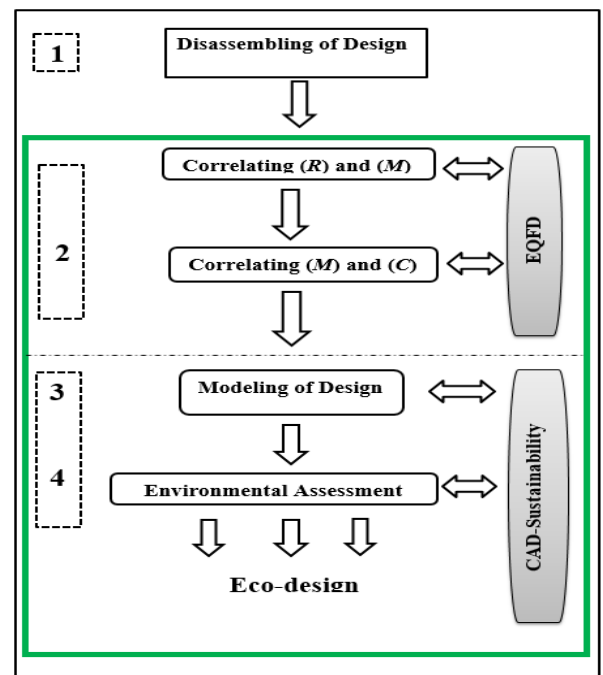 1
Disassembling of Design
2
Correlating (R) and (M)
Correlating (M) and (C)
EQFD
3
Modeling of Design
4
Environmental Assessment
CAD-Sustainability
Eco-design